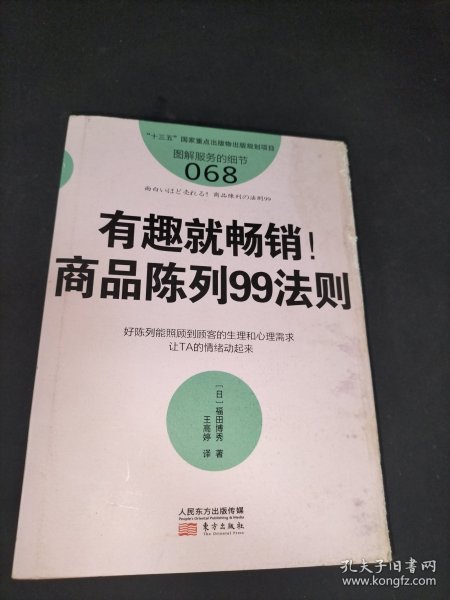 “十三五”国家重点出版物出版规划项目
图解服务的细节
068
面白いほど売れる！商品陳列の法則99
有趣就畅销！
商品陈列99法则
好陈列能照顾到顾客的生理和心理需求
让TA的情绪动起来
［日］福田博秀 著
王高婷 译
人民东方出版传媒
People's Oriental Publishing & Media
東方出版社
The Oriental Press
孔夫子旧书网
www.kongfz.com